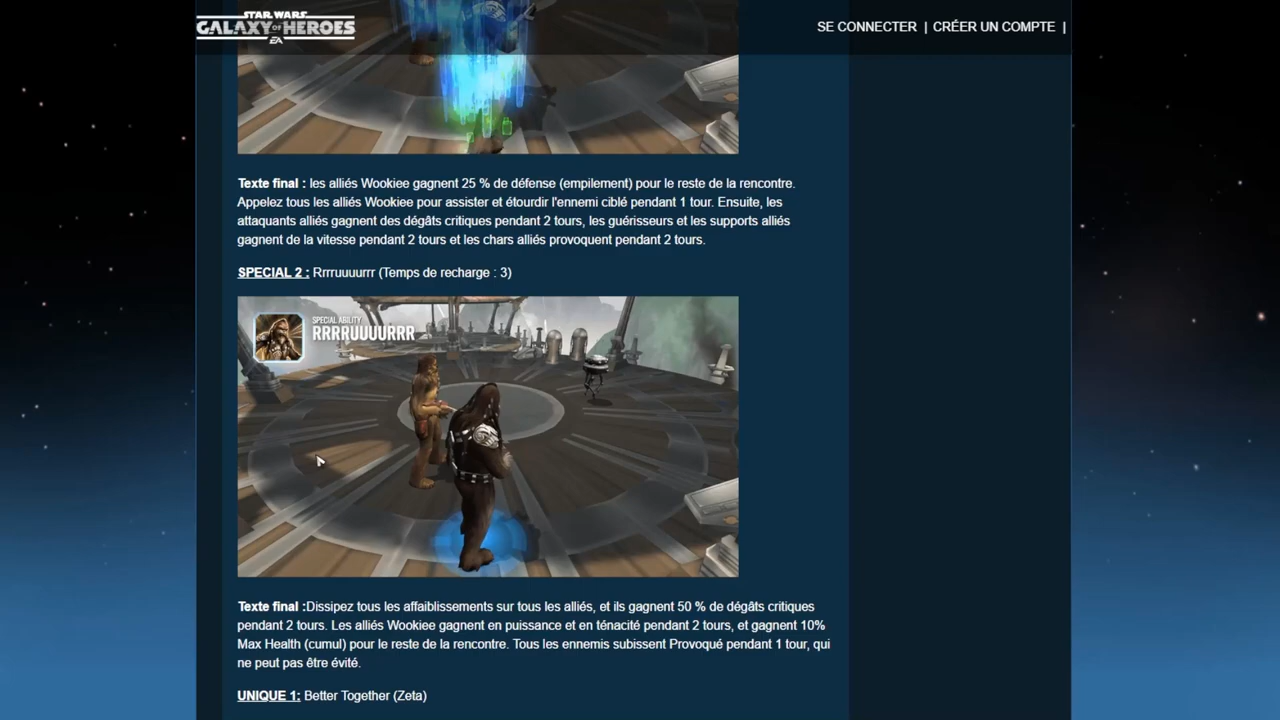 STAR WARS
GALAXY OF HEROES
EA
SE CONNECTER | CRÉER UN COMPTE |
Texte final : les alliés Wookiee gagnent 25 % de défense (empilement) pour le reste de la rencontre.
Appelez tous les alliés Wookiee pour assister et étourdir l'ennemi ciblé pendant 1 tour. Ensuite, les
attaquants alliés gagnent des dégâts critiques pendant 2 tours, les guérisseurs et les supports alliés
gagnent de la vitesse pendant 2 tours et les chars alliés provoquent pendant 2 tours.
SPECIAL 2 : Rrrruuuurrr (Temps de recharge : 3)
SPECIAL ABILITY
RRRRUUUURRR
Texte final :Dissipez tous les affaiblissements sur tous les alliés, et ils gagnent 50 % de dégâts critiques
pendant 2 tours. Les alliés Wookiee gagnent en puissance et en ténacité pendant 2 tours, et gagnent 10%
Max Health (cumul) pour le reste de la rencontre. Tous les ennemis subissent Provoqué pendant 1 tour, qui
ne peut pas être évité.
UNIQUE 1: Better Together (Zeta)